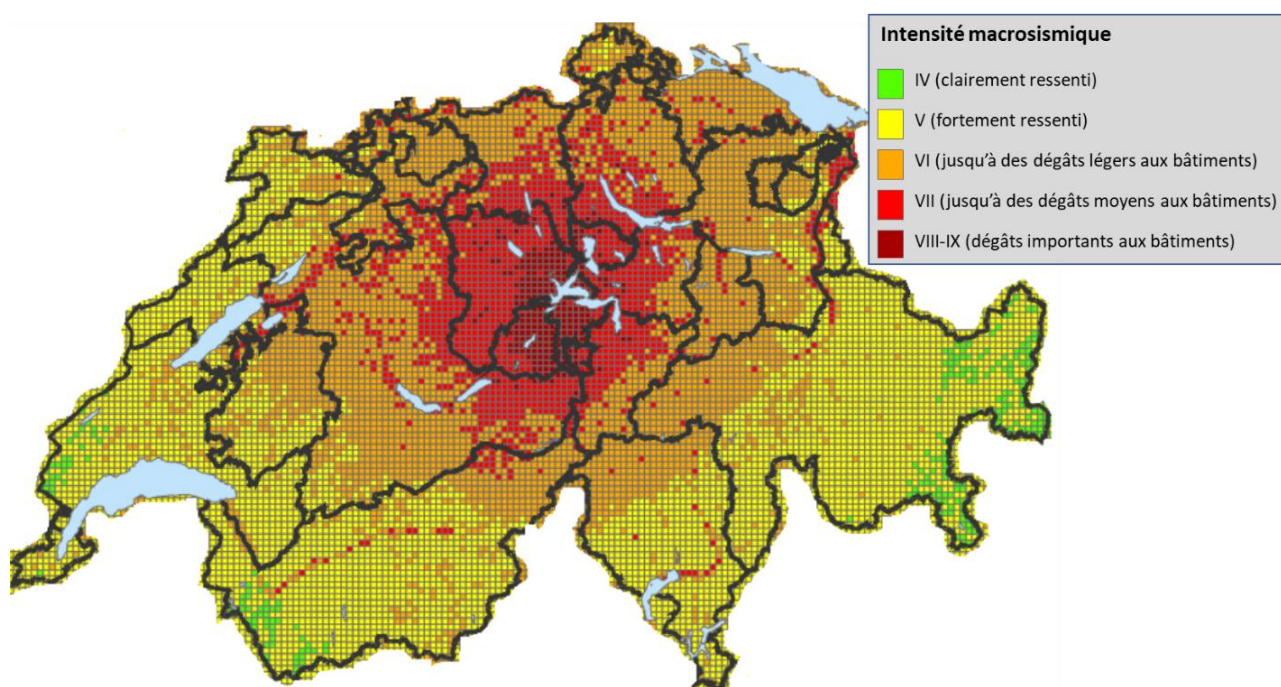 Intensité macrosismique
IV (clairement ressenti)
V (fortement ressenti)
VI (jusqu'à des dégâts légers aux bâtiments)
VII (jusqu'à des dégâts moyens aux bâtiments)
VIII-IX (dégâts importants aux bâtiments)